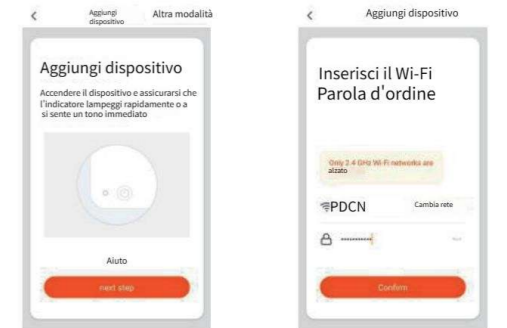 Aggiungi
dispositivo
Altra modalità
Aggiungi dispositivo
Accendere il dispositivo e assicurarsi che
l'indicatore lampeggi rapidamente o a
si sente un tono immediato
Aiuto
next step
Aggiungi dispositivo
Inserisci il Wi-Fi
Parola d'ordine
Only 2.4 GHz Wi-Fi networks are
alzato
PDCN
Cambia rete
Confirm